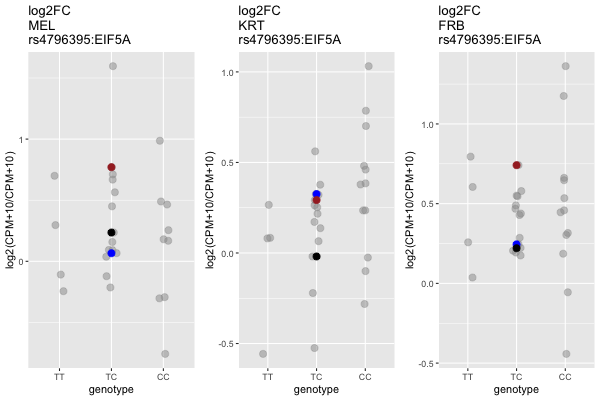 log2FC
MEL
rs4796395:EIF5A
log2(CPM+10/CPM+10)
1
0
TT
TC
CC
genotype
log2FC
KRT
rs4796395:EIF5A
log2(CPM+10/CPM+10)
1.0
0.5
0.0
-0.5
TT
TC
CC
genotype
log2FC
FRB
rs4796395:EIF5A
log2(CPM+10/CPM+10)
1.0
0.5
0.0
-0.5
TT
TC
CC
genotype